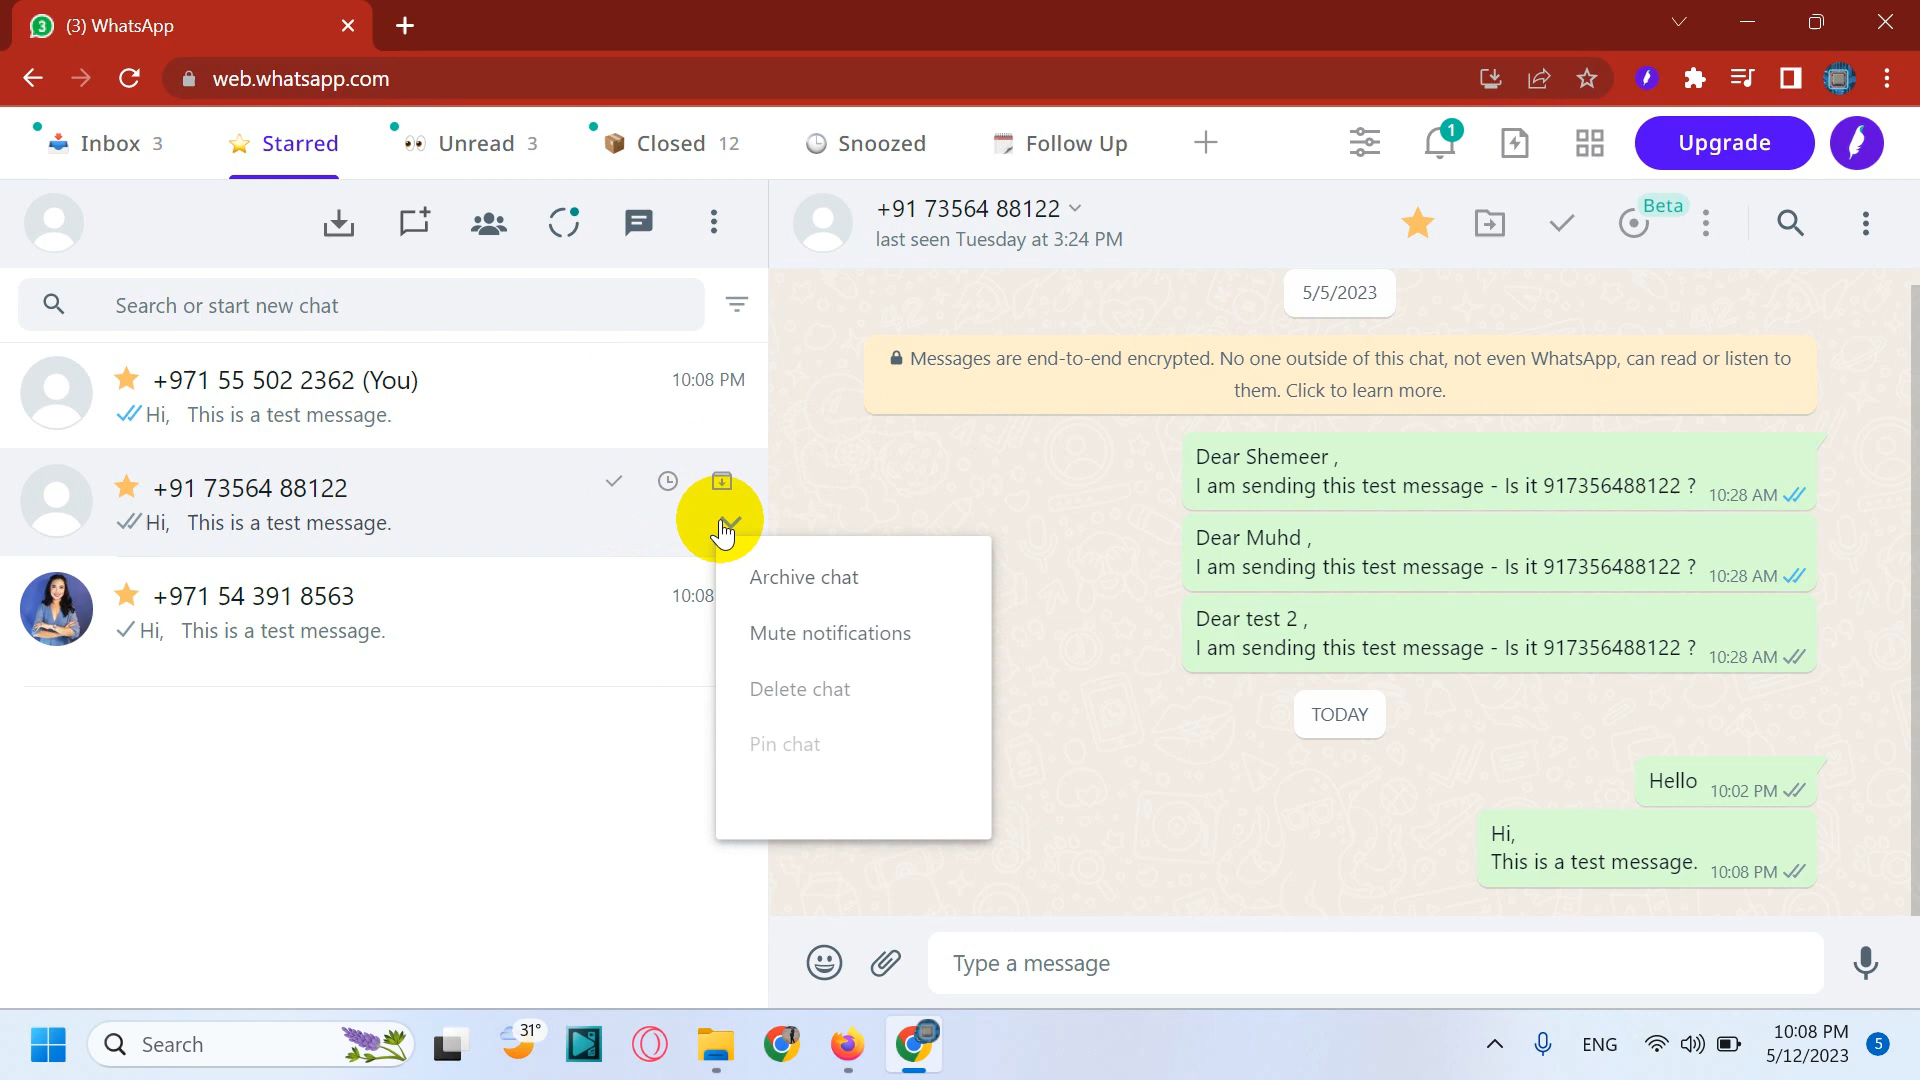 (3) WhatsApp
web.whatsapp.com
Inbox 3
Starred
Unread 3
Closed 12
Snoozed
Follow Up
1
Upgrade
+91 73564 88122
last seen Tuesday at 3:24 PM
Beta
Search or start new chat
+971 55 502 2362 (You)
10:08 PM
Hi, This is a test message.
+91 73564 88122
Hi, This is a test message.
+971 54 391 8563
10:08
Hi, This is a test message.
Archive chat
Mute notifications
Delete chat
Pin chat
5/5/2023
Messages are end-to-end encrypted. No one outside of this chat, not even WhatsApp, can read or listen to
them. Click to learn more.
Dear Shemeer ,
I am sending this test message - Is it 917356488122 ? 10:28 AM
Dear Muhd ,
I am sending this test message - Is it 917356488122 ? 10:28 AM
Dear test 2 ,
I am sending this test message - Is it 917356488122 ? 10:28 AM
TODAY
Hello 10:02 PM
Hi,
This is a test message. 10:08 PM
Type a message
Search
31°
ENG
10:08 PM
5/12/2023
5